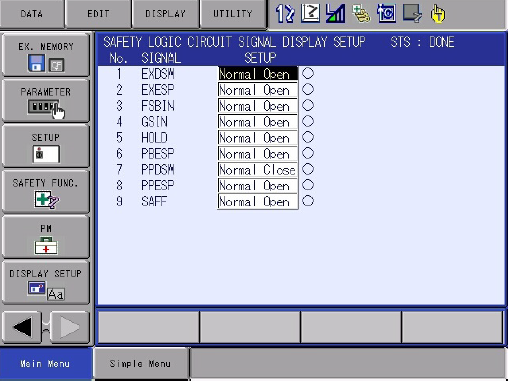 DATA EDIT DISPLAY UTILITY
EX. MEMORY
PARAMETER
SETUP
SAFETY FUNC.
PM
DISPLAY SETUP
Aa
SAFETY LOGIC CIRCUIT SIGNAL DISPLAY SETUP STS : DONE
No. SIGNAL SETUP
1 EXDSW Normal Open
2 EXESP Normal Open
3 FSBIN Normal Open
4 GSIN Normal Open
5 HOLD Normal Open
6 PBESP Normal Open
7 PPDSW Normal Close
8 PPESP Normal Open
9 SAFF Normal Open
Main Menu Simple Menu